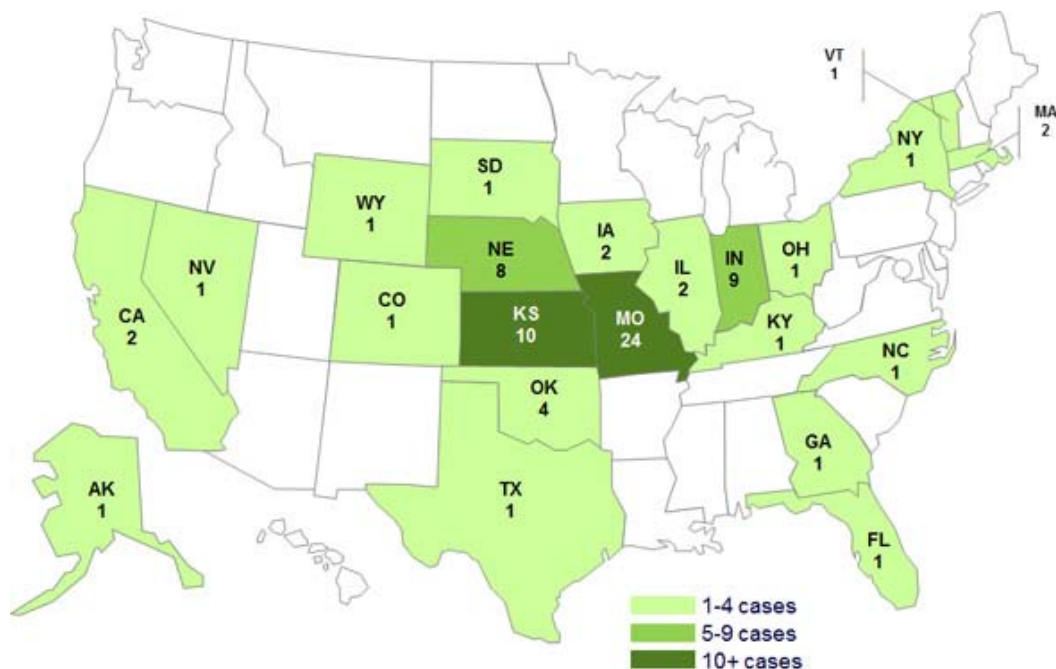 VT
1
MA
2
NY
1
SD
1
WY
1
IA
2
NE
8
IL
2
IN
9
OH
1
NV
1
CO
1
KS
10
MO
24
KY
1
CA
2
NC
1
OK
4
GA
1
AK
1
TX
1
FL
1
1-4 cases
5-9 cases
10+ cases